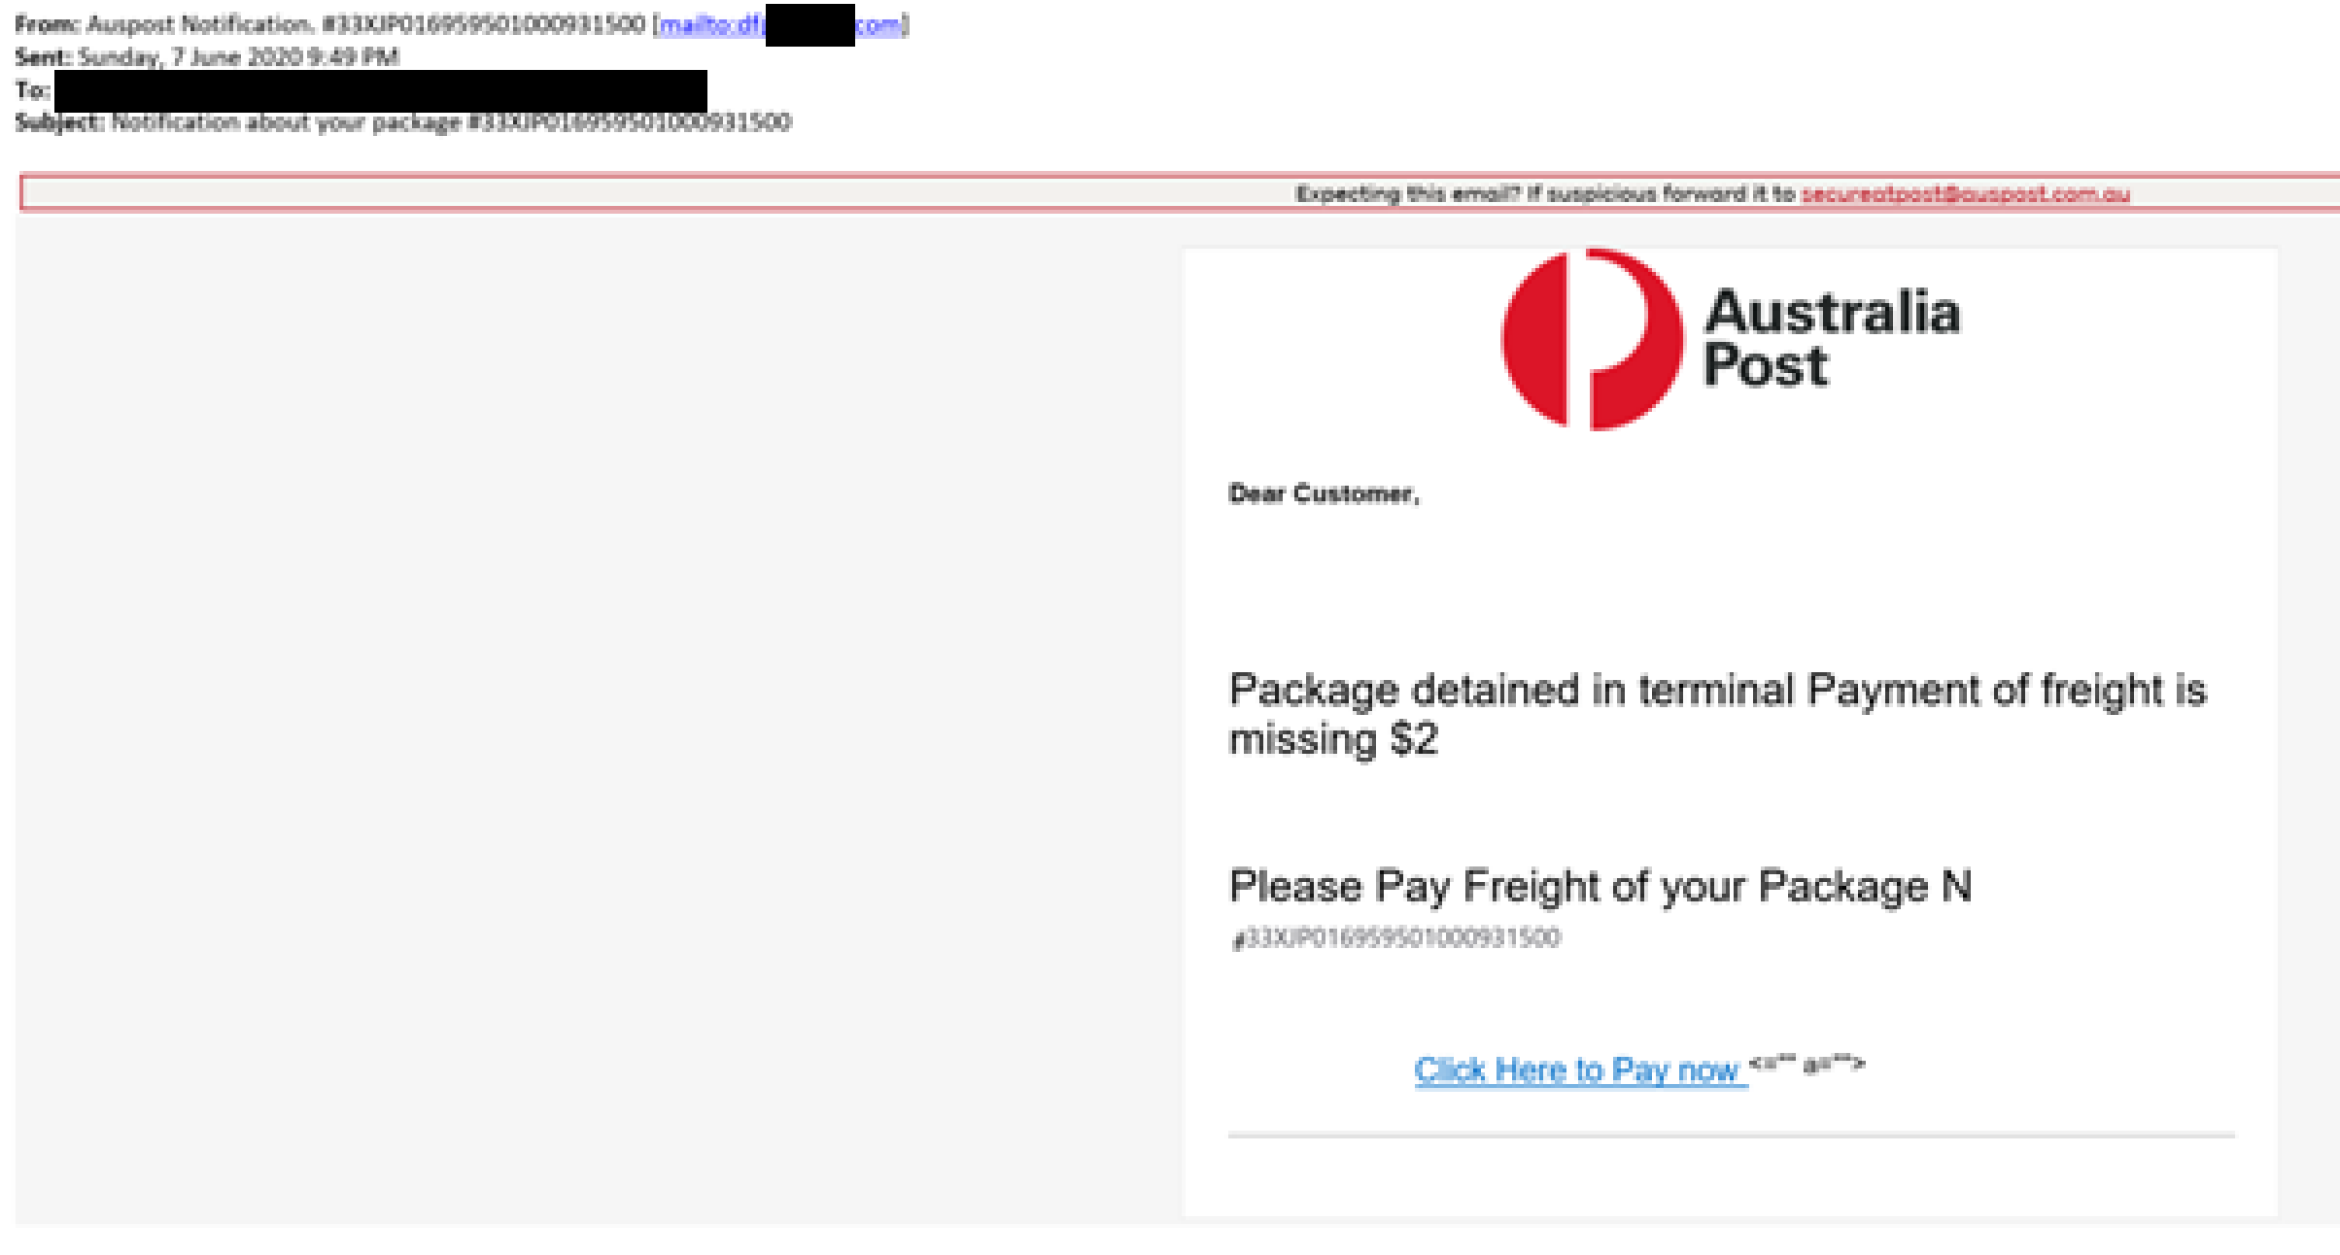 From: Auspost Notification. #33XJP016959501000931500 [mailto:df com]
Sent: Sunday, 7 June 2020 9:49 PM
To:
Subject: Notification about your package #33XJP016959501000931500
Expecting this email? If suspicious forward it to secureatpost@auspost.com.au
Australia
Post
Dear Customer,
Package detained in terminal Payment of freight is
missing $2
Please Pay Freight of your Package N
#33XJP016959501000931500
Click Here to Pay now <="" a="">